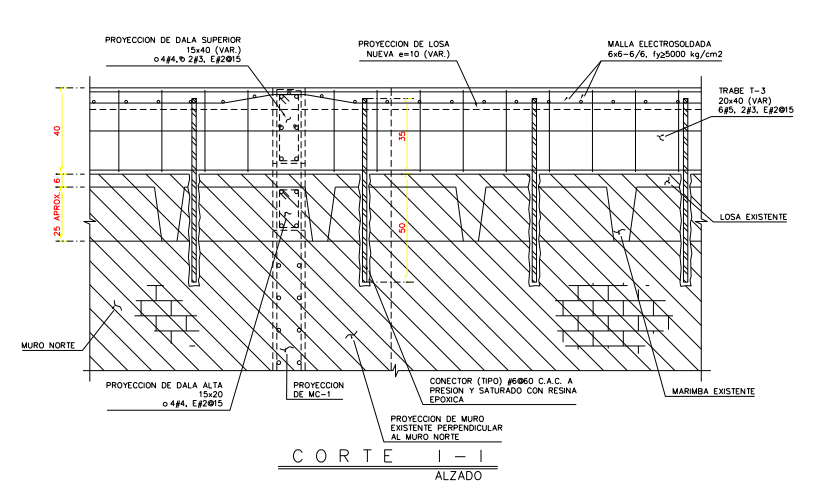 PROYECCION DE DALA SUPERIOR
15x40 (VAR.)
o 4#4,  2#3, E#2@15
PROYECCION DE LOSA
NUEVA e=10 (VAR.)
MALLA ELECTROSOLDADA
6x6-6/6, fy≥5000 kg/cm2
TRABE T-3
20x40 (VAR)
6#5, 2#3, E#2@15
40
35
6
25 APROX.
50
LOSA EXISTENTE
MURO NORTE
PROYECCION DE DALA ALTA
15x20
o 4#4, E#2@15
PROYECCION
DE MC-1
CONECTOR (TIPO) #6@60 C.A.C. A
PRESION Y SATURADO CON RESINA
EPOXICA
MARIMBA EXISTENTE
PROYECCION DE MURO
EXISTENTE PERPENDICULAR
AL MURO NORTE
CORTE I-I
ALZADO